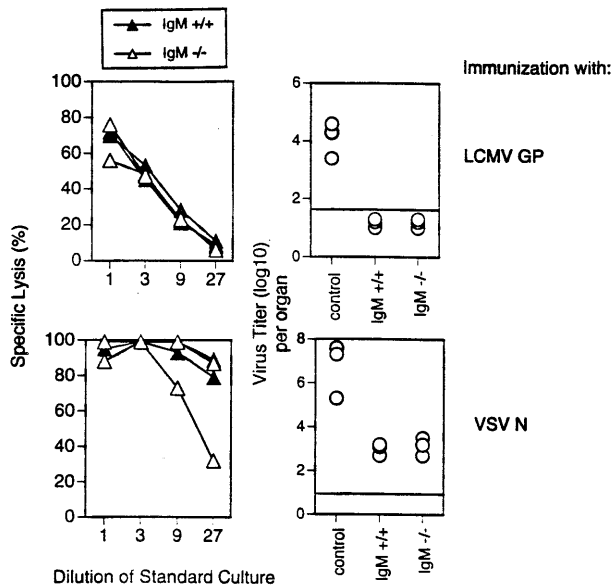 IgM +/+
IgM -/-
Immunization with:
100
80
60
40
20
0
1 3 9 27
6
4
2
0
control
IgM +/+
IgM -/-
LCMV GP
Specific Lysis (%)
Virus Titer (log10)
per organ
100
80
60
40
20
0
1 3 9 27
8
6
4
2
0
control
IgM +/+
IgM -/-
VSV N
Dilution of Standard Culture